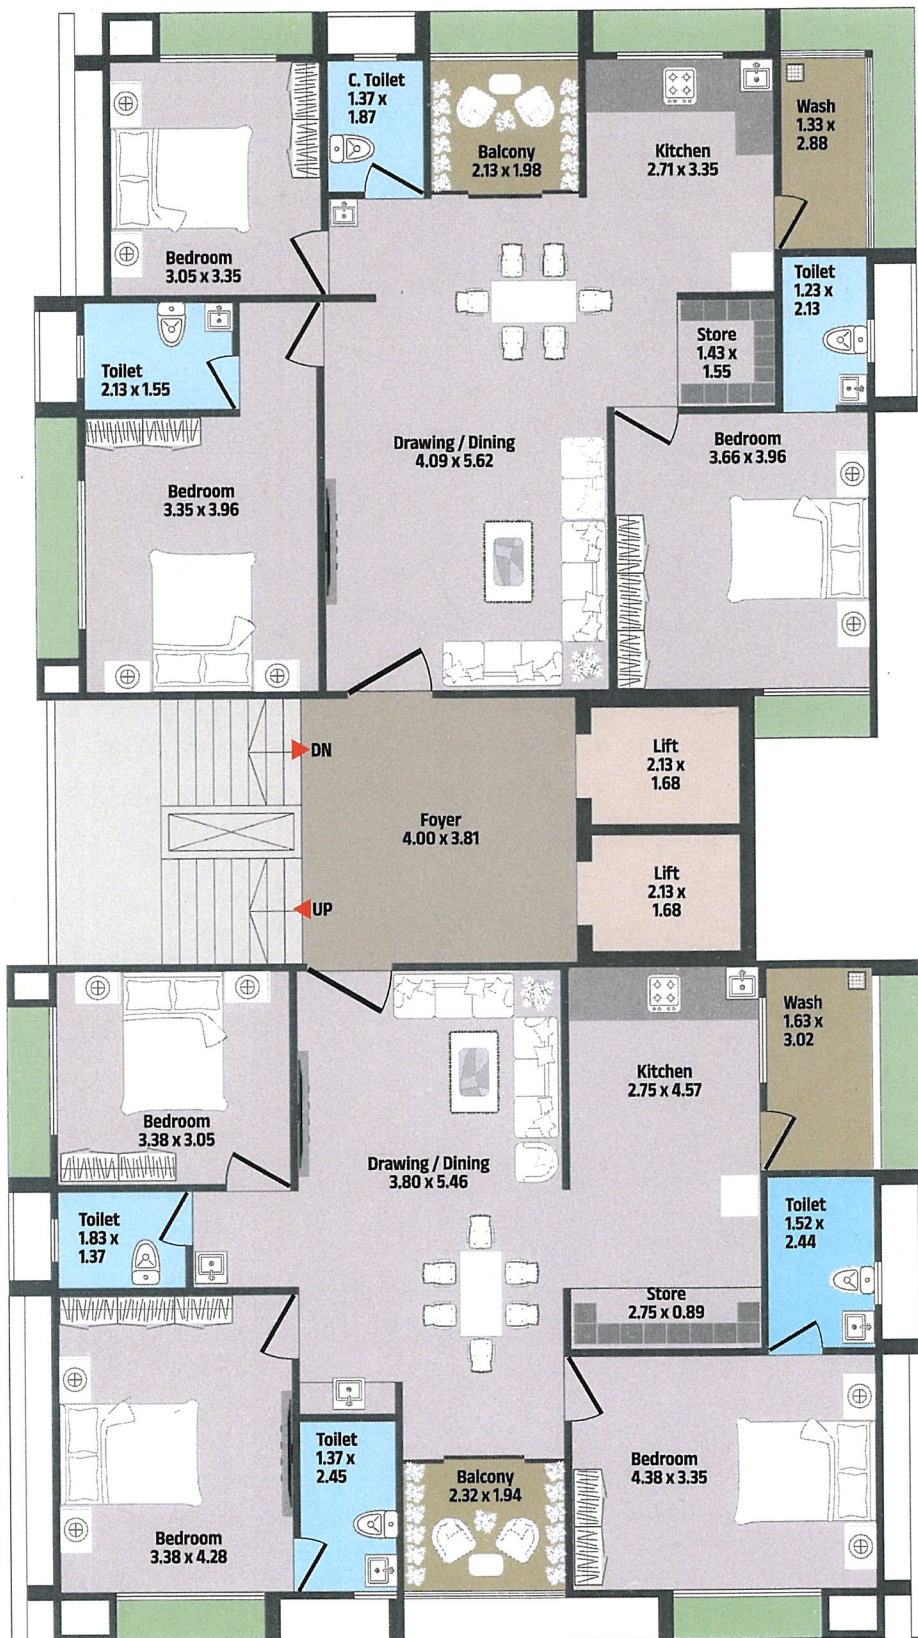 C. Toilet
1.37 x
1.87
Balcony
2.13 x 1.98
Kitchen
2.71 x 3.35
Wash
1.33 x
2.88
Bedroom
3.05 x 3.35
Toilet
1.23 x
2.13
Toilet
2.13 x 1.55
Store
1.43 x
1.55
Drawing / Dining
4.09 x 5.62
Bedroom
3.66 x 3.96
Bedroom
3.35 x 3.96
DN
Lift
2.13 x
1.68
Foyer
4.00 x 3.81
Lift
2.13 x
1.68
UP
Wash
1.63 x
3.02
Kitchen
2.75 x 4.57
Bedroom
3.38 x 3.05
Drawing / Dining
3.80 x 5.46
Toilet
1.83 x
1.37
Toilet
1.52 x
2.44
Store
2.75 x 0.89
Toilet
1.37 x
2.45
Balcony
2.32 x 1.94
Bedroom
4.38 x 3.35
Bedroom
3.38 x 4.28